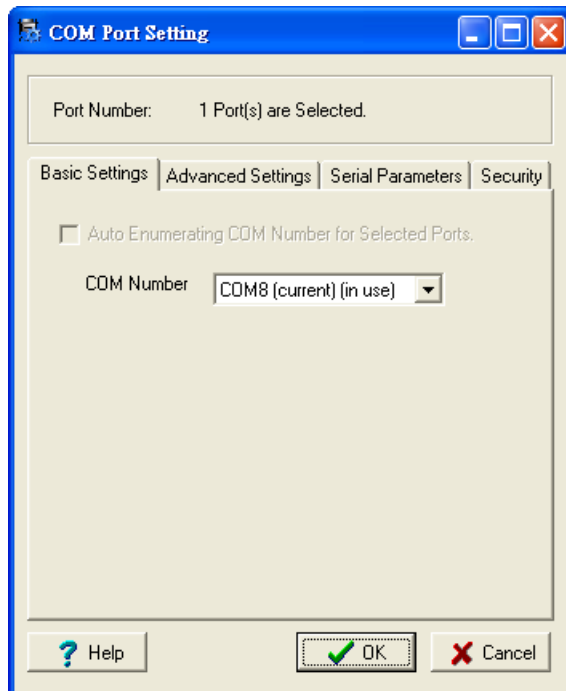 COM Port Setting
Port Number: 1 Port(s) are Selected.
Basic Settings Advanced Settings Serial Parameters Security
Auto Enumerating COM Number for Selected Ports.
COM Number COM8 (current) (in use)
? Help OK Cancel